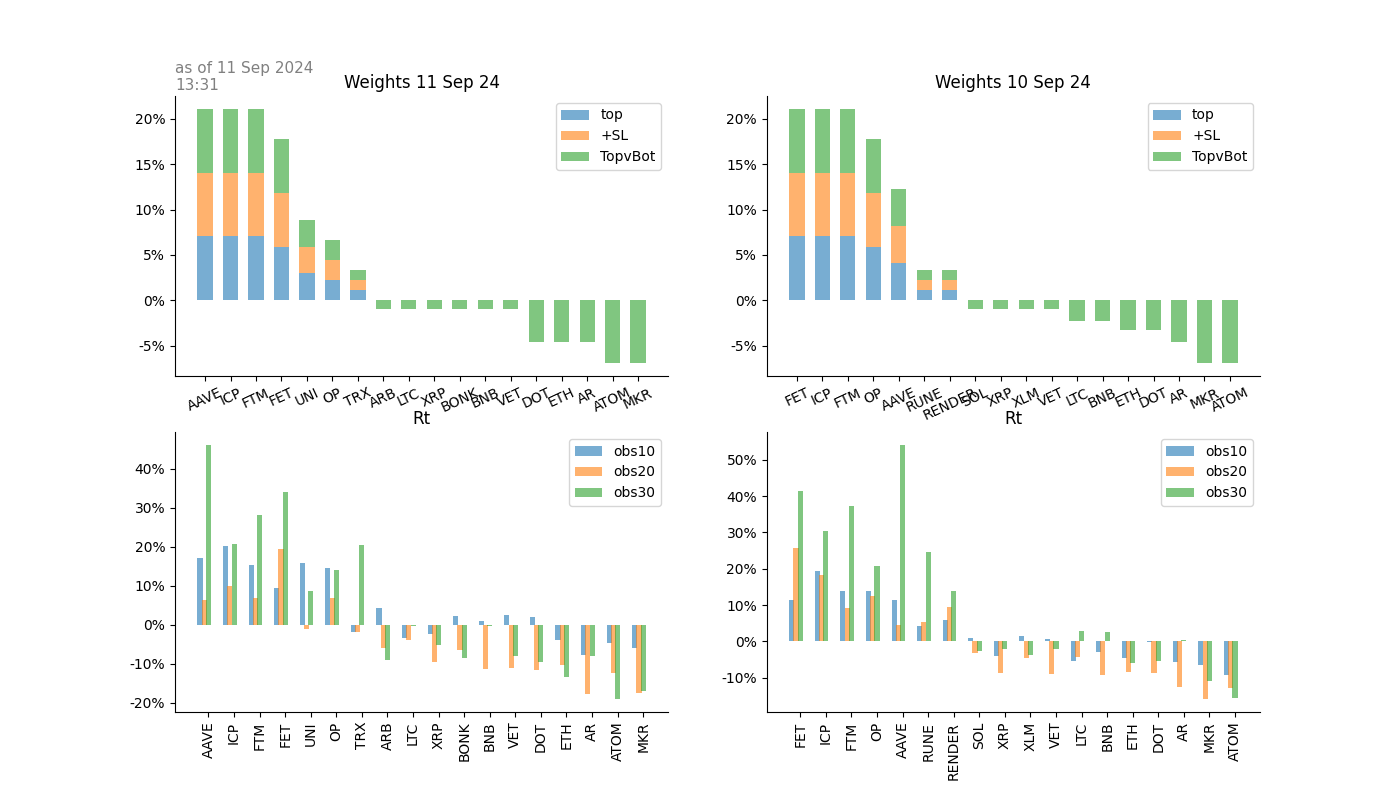 as of 11 Sep 2024
13:31
Weights 11 Sep 24
20%
15%
10%
5%
0%
-5%
top
+SL
TopvBot
AAVE ICP FTM FET UNI OP TRX ARB LTC XRP BONK BNB VET DOT ETH AR ATOM MKR
Weights 10 Sep 24
20%
15%
10%
5%
0%
-5%
top
+SL
TopvBot
FET ICP FTM OP AAVE RUNE RENDER SOL XRP XLM VET LTC BNB ETH DOT AR MKR ATOM
Rt
40%
30%
20%
10%
0%
-10%
-20%
obs10
obs20
obs30
AAVE ICP FTM FET UNI OP TRX ARB LTC XRP BONK BNB VET DOT ETH AR ATOM MKR
Rt
50%
40%
30%
20%
10%
0%
-10%
obs10
obs20
obs30
FET ICP FTM OP AAVE RUNE RENDER SOL XRP XLM VET LTC BNB ETH DOT AR MKR ATOM